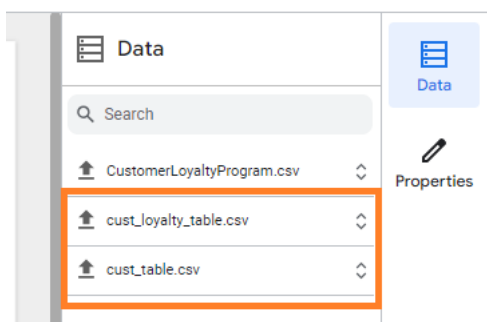 Data
Search
CustomerLoyaltyProgram.csv
cust_loyalty_table.csv
cust_table.csv
Data
Properties